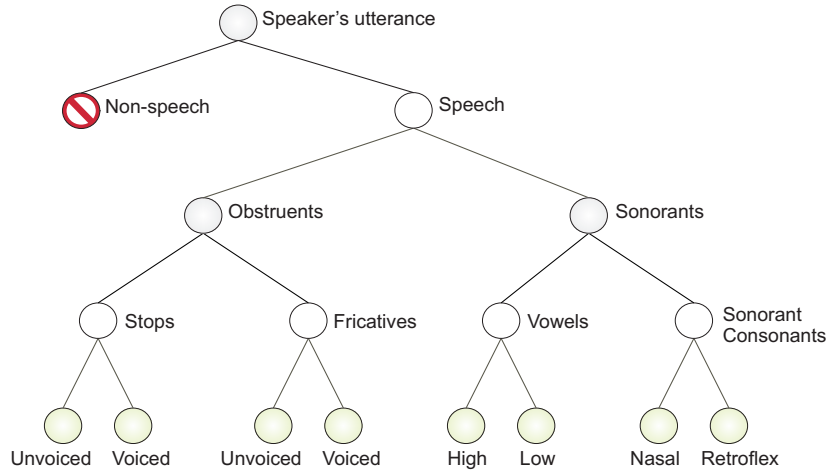 Speaker's utterance
Non-speech
Speech
Obstruents
Sonorants
Stops
Fricatives
Vowels
Sonorant
Consonants
Unvoiced
Voiced
Unvoiced
Voiced
High
Low
Nasal
Retroflex